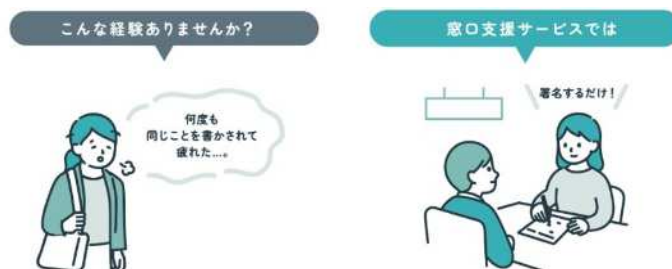 こんな経験ありませんか？
窓口支援サービスでは
何度も
同じことを書かされて
疲れた…。
署名するだけ！